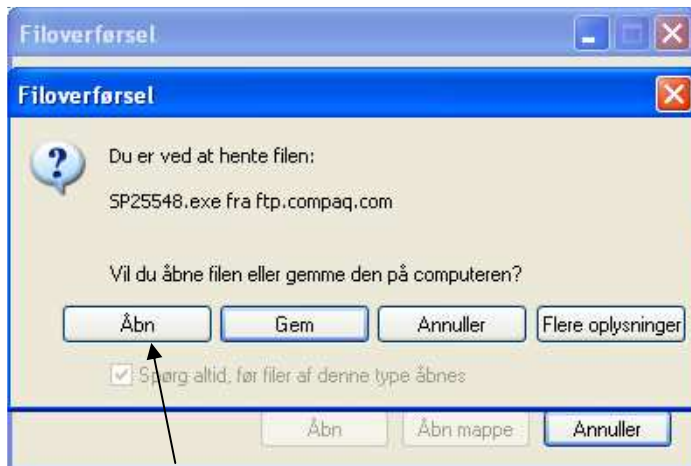 Filoverførsel
Filoverførsel
Du er ved at hente filen:
SP25548.exe fra ftp.compaq.com
Vil du åbne filen eller gemme den på computeren?
Åbn Gem Annuller Flere oplysninger
Spørg altid, før filer af denne type åbnes
Åbn Åbn mappe Annuller